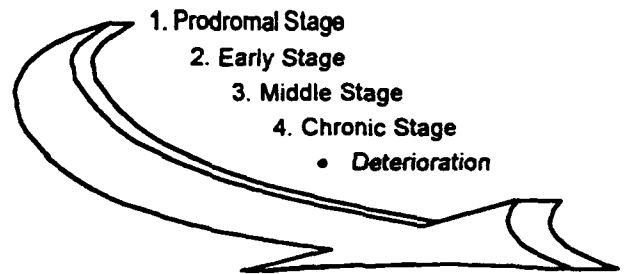 1. Prodromal Stage
2. Early Stage
3. Middle Stage
4. Chronic Stage
• Deterioration